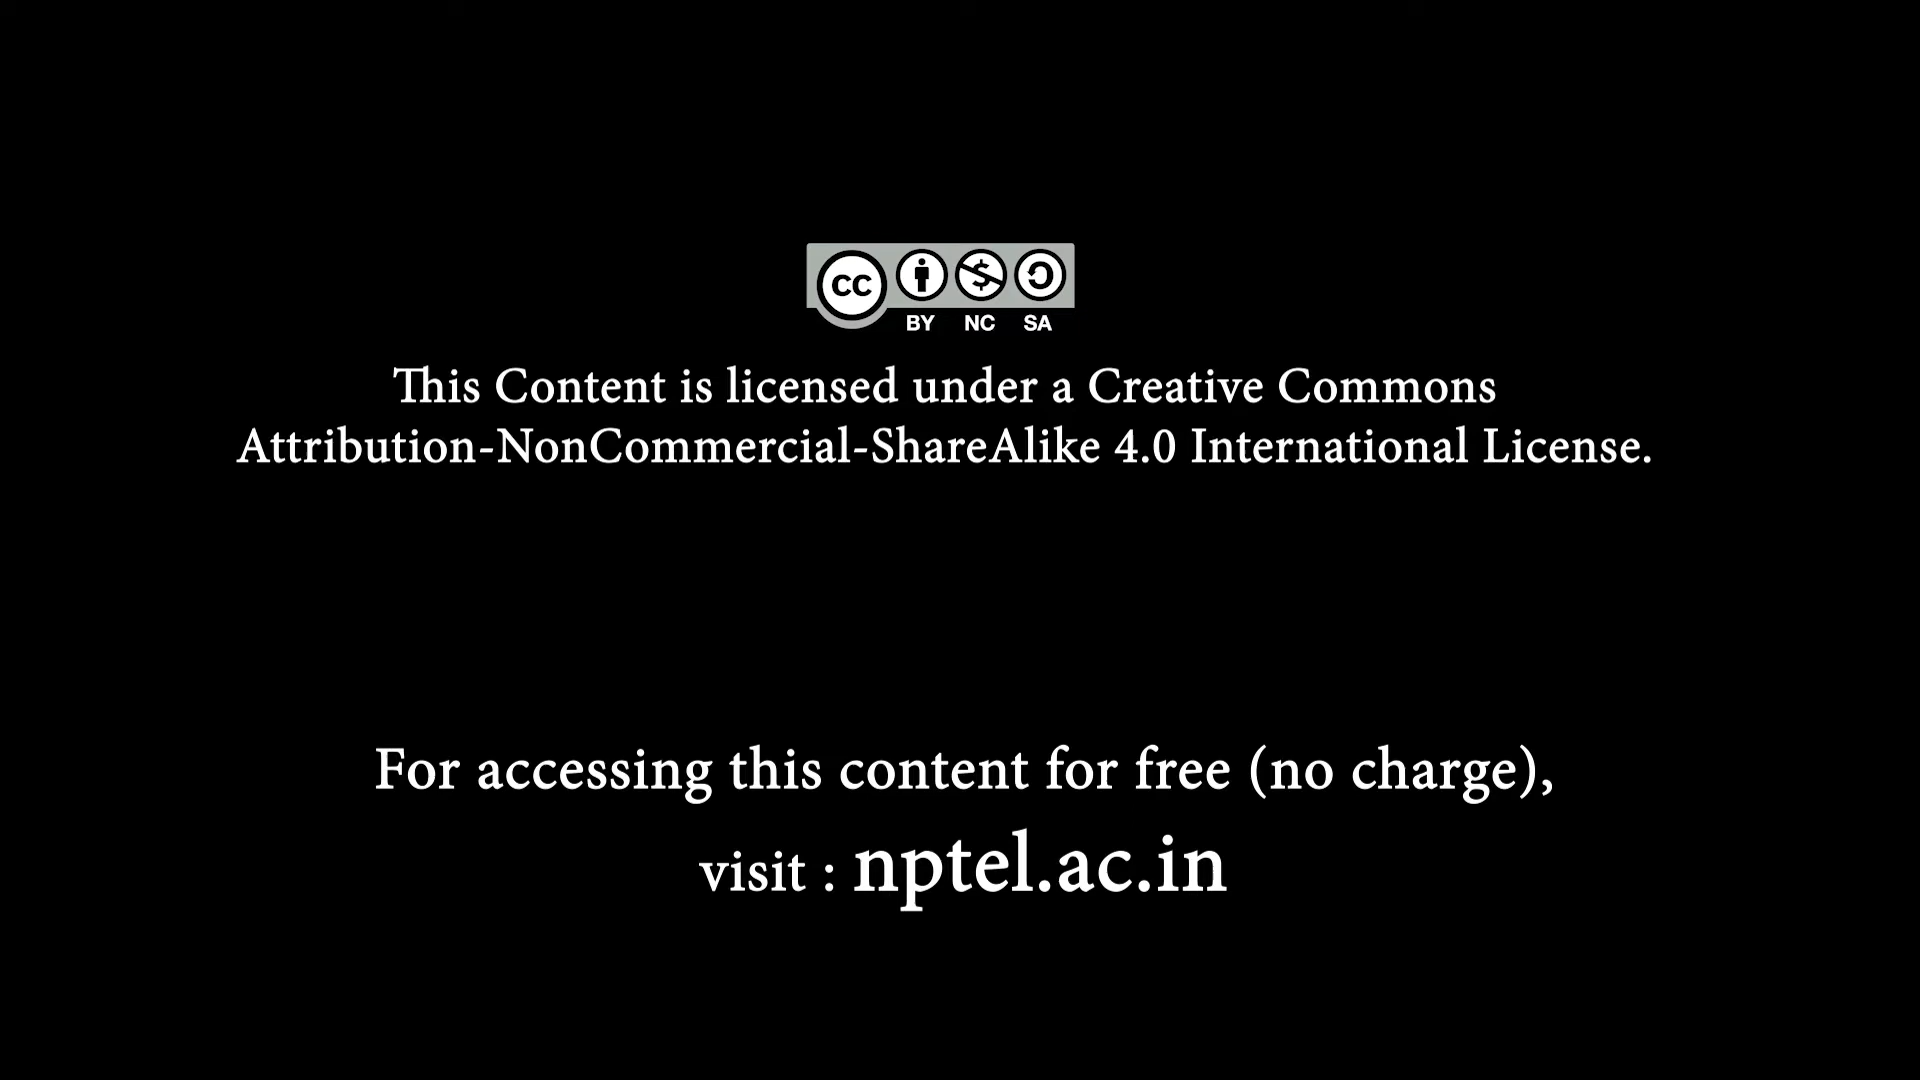 CC BY NC SA
This Content is licensed under a Creative Commons
Attribution-NonCommercial-ShareAlike 4.0 International License.
For accessing this content for free (no charge),
visit : nptel.ac.in